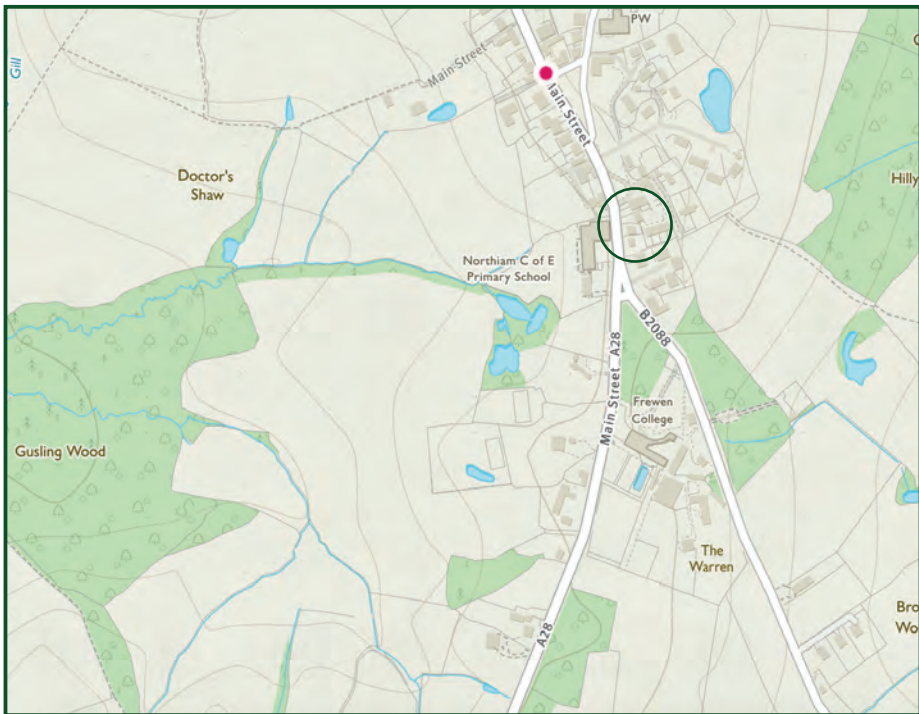 PW
Gill
Main Street
Main Street
Doctor's
Shaw
Hilly
Northiam C of E
Primary School
B2088
Main Street A28
Frewen
College
Gusling Wood
The
Warren
Bro
Wo
A28